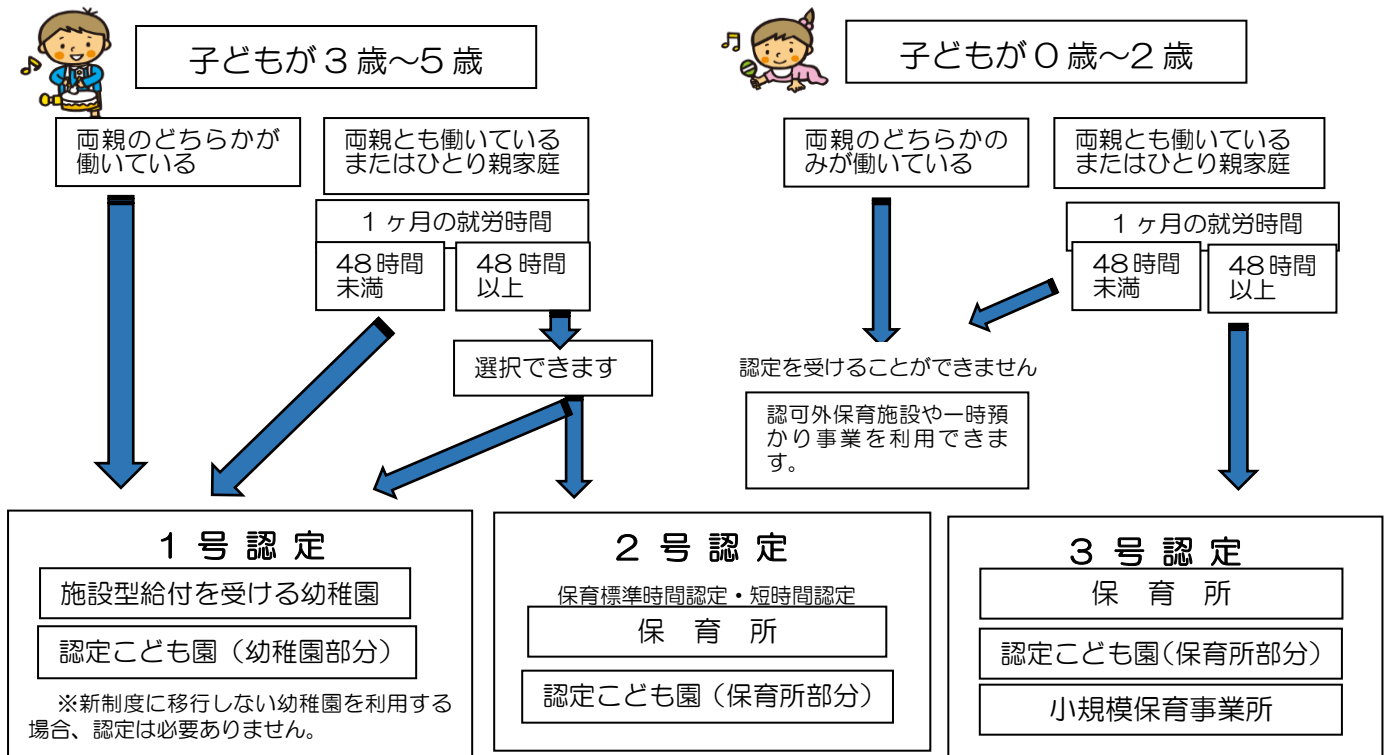 子どもが3歳～5歳
両親のどちらかが
働いている
両親とも働いている
またはひとり親家庭
1ヶ月の就労時間
48時間
未満
48時間
以上
選択できます
子どもが0歳～2歳
両親のどちらかの
みが働いている
両親とも働いている
またはひとり親家庭
1ヶ月の就労時間
48時間
未満
48時間
以上
認定を受けることができません
認可外保育施設や一時預
かり事業を利用できま
す。
1号認定
施設型給付を受ける幼稚園
認定こども園（幼稚園部分）
※新制度に移行しない幼稚園を利用する
場合、認定は必要ありません。
2号認定
保育標準時間認定・短時間認定
保育所
認定こども園（保育所部分）
3号認定
保育所
認定こども園（保育所部分）
小規模保育事業所